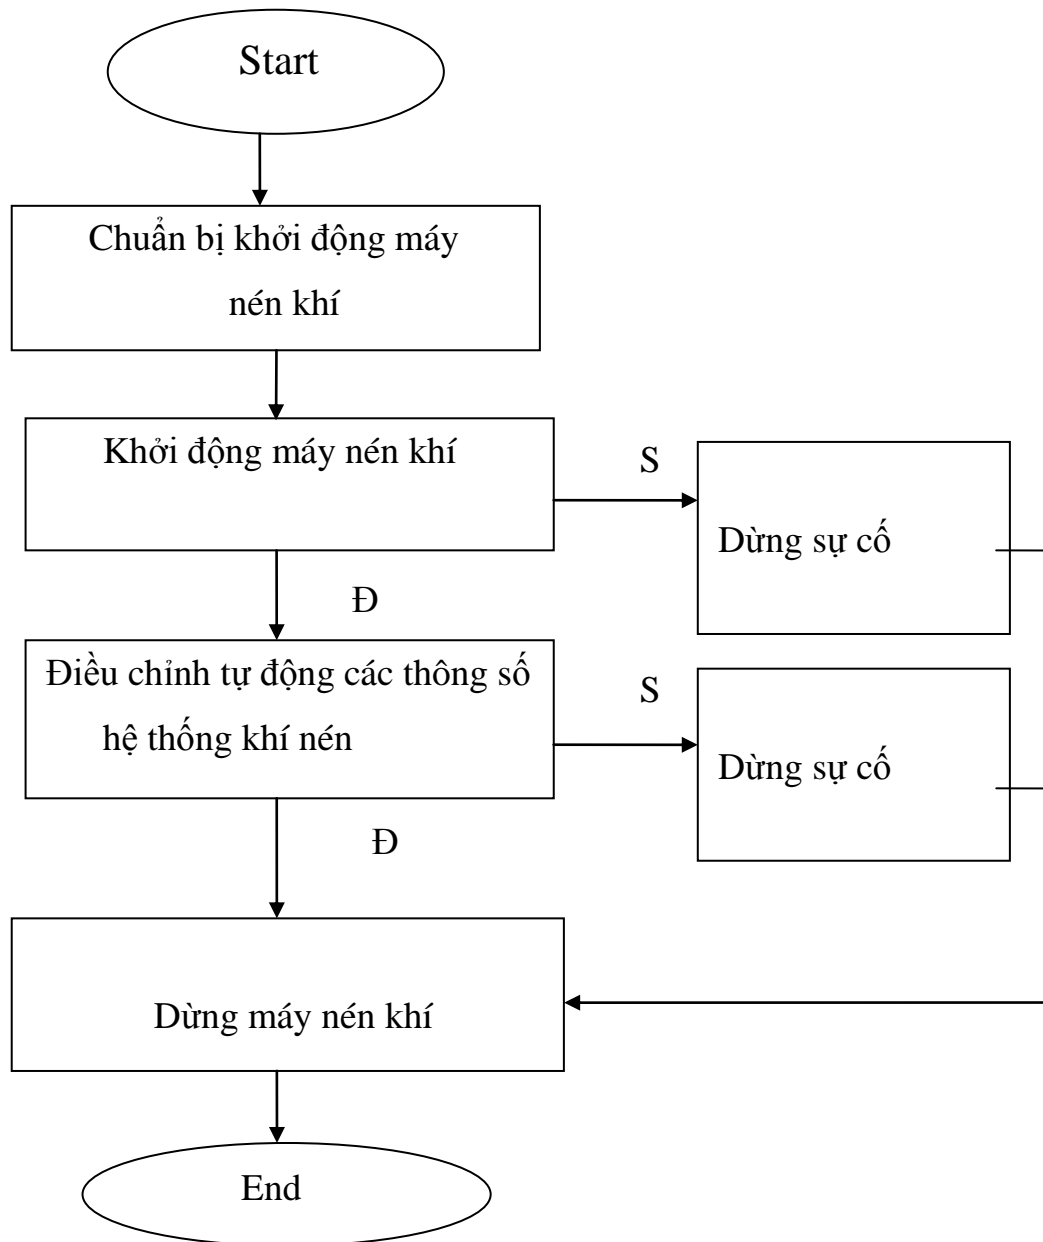 Start
Chuẩn bị khởi động máy
nén khí
Khởi động máy nén khí
S
Dừng sự cố
Đ
Điều chỉnh tự động các thông số
hệ thống khí nén
S
Dừng sự cố
Đ
Dừng máy nén khí
End